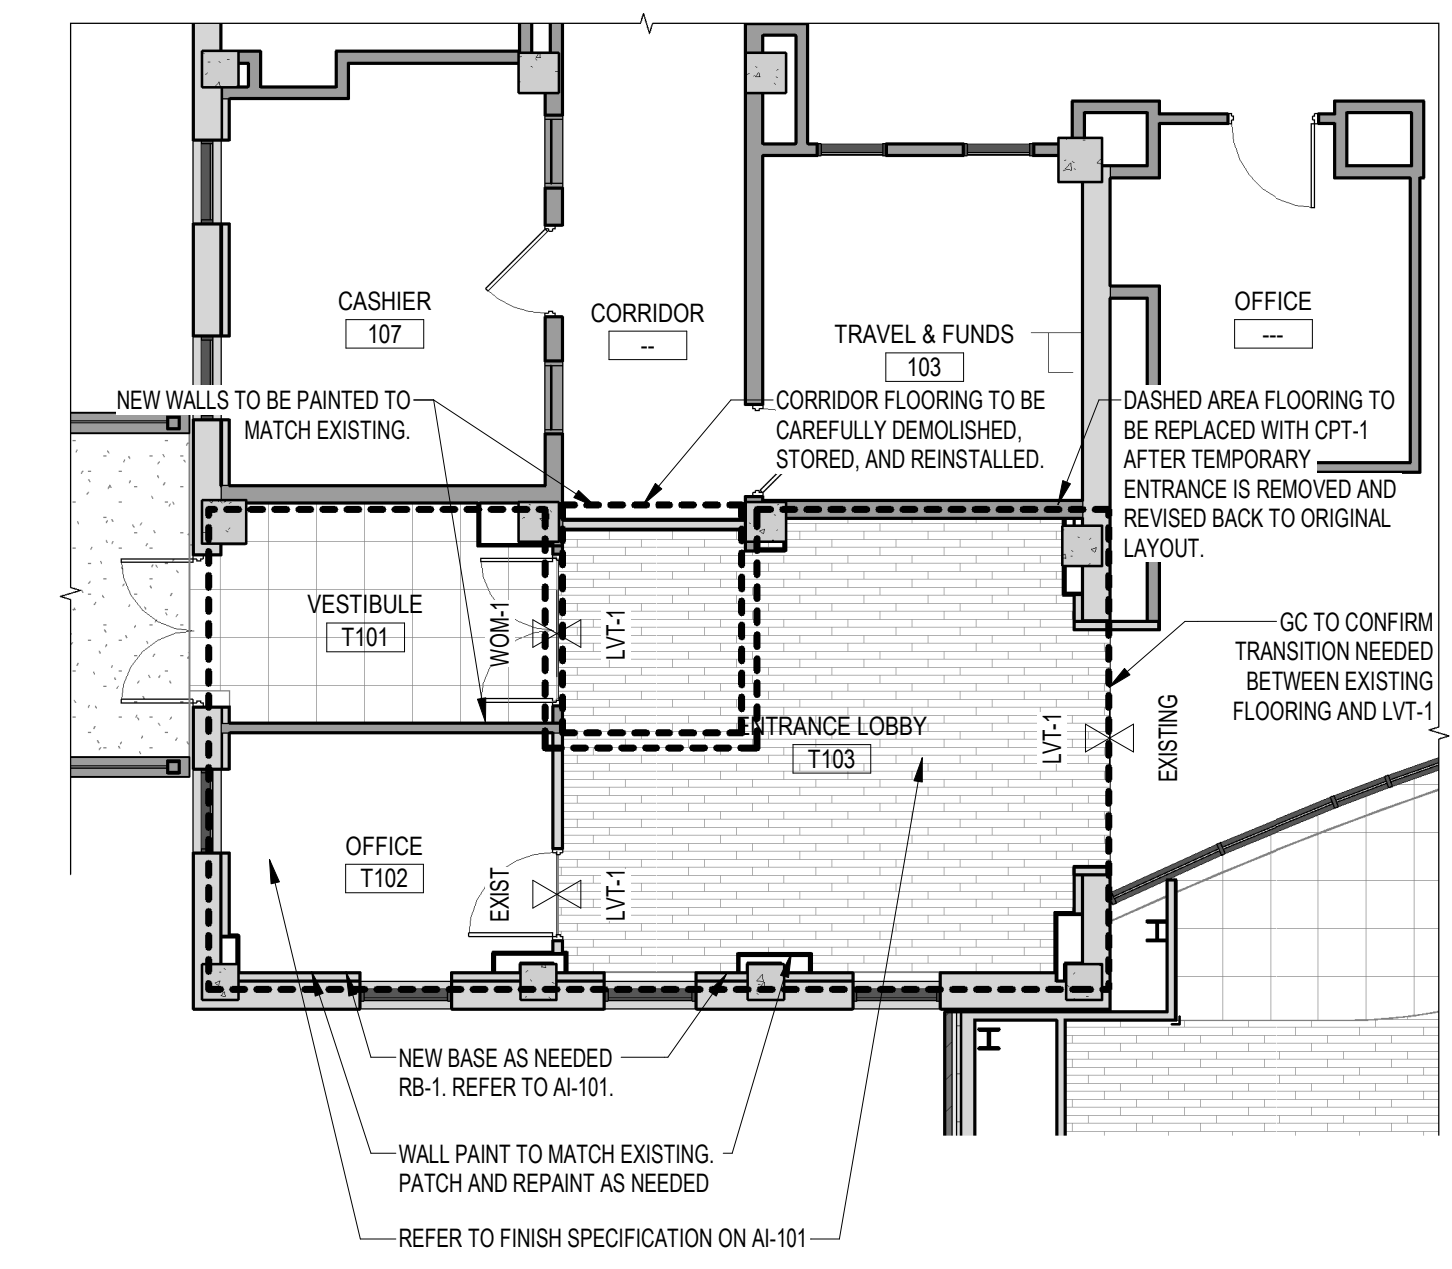 CASHIER
107
CORRIDOR
--
TRAVEL & FUNDS
103
OFFICE
---
NEW WALLS TO BE PAINTED TO
MATCH EXISTING.
CORRIDOR FLOORING TO BE
CAREFULLY DEMOLISHED,
STORED, AND REINSTALLED.
DASHED AREA FLOORING TO
BE REPLACED WITH CPT-1
AFTER TEMPORARY
ENTRANCE IS REMOVED AND
REVISED BACK TO ORIGINAL
LAYOUT.
VESTIBULE
T101
WOM-1
LVT-1
GC TO CONFIRM
TRANSITION NEEDED
BETWEEN EXISTING
FLOORING AND LVT-1
ENTRANCE LOBBY
T103
LVT-1
EXISTING
OFFICE
T102
EXIST
LVT-1
NEW BASE AS NEEDED
RB-1. REFER TO AI-101.
WALL PAINT TO MATCH EXISTING.
PATCH AND REPAINT AS NEEDED
REFER TO FINISH SPECIFICATION ON AI-101